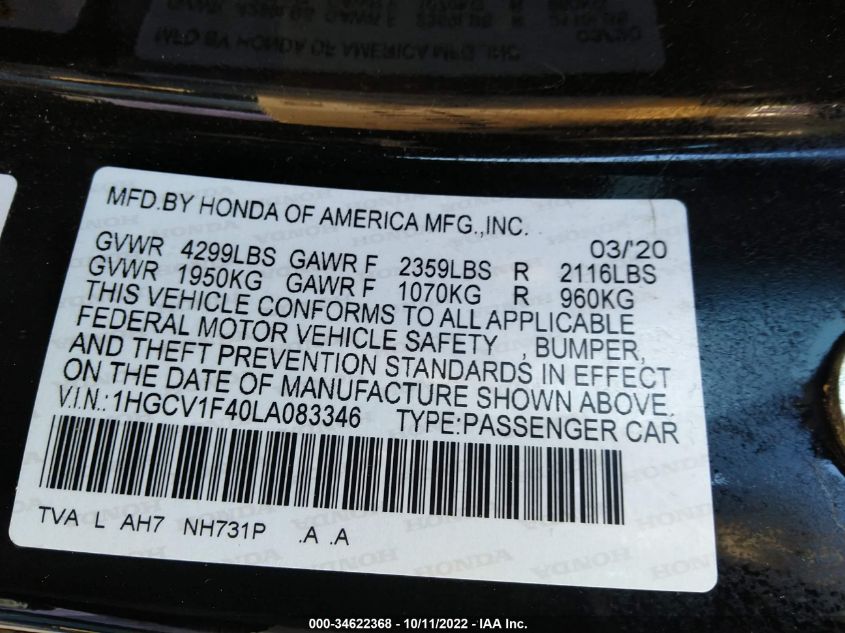 MFD.BY HONDA OF AMERICA MFG.,INC.
03/'20
GVWR 4299LBS GAWR F 2359LBS R 2116LBS
GVWR 1950KG GAWR F 1070KG R 960KG
THIS VEHICLE CONFORMS TO ALL APPLICABLE
FEDERAL MOTOR VEHICLE SAFETY , BUMPER,
AND THEFT PREVENTION STANDARDS IN EFFECT
ON THE DATE OF MANUFACTURE SHOWN ABOVE.
V.I.N.:1HGCV1F40LA083346 TYPE:PASSENGER CAR
TVA L AH7 NH731P .A .A
000-34622368 - 10/11/2022 - IAA Inc.